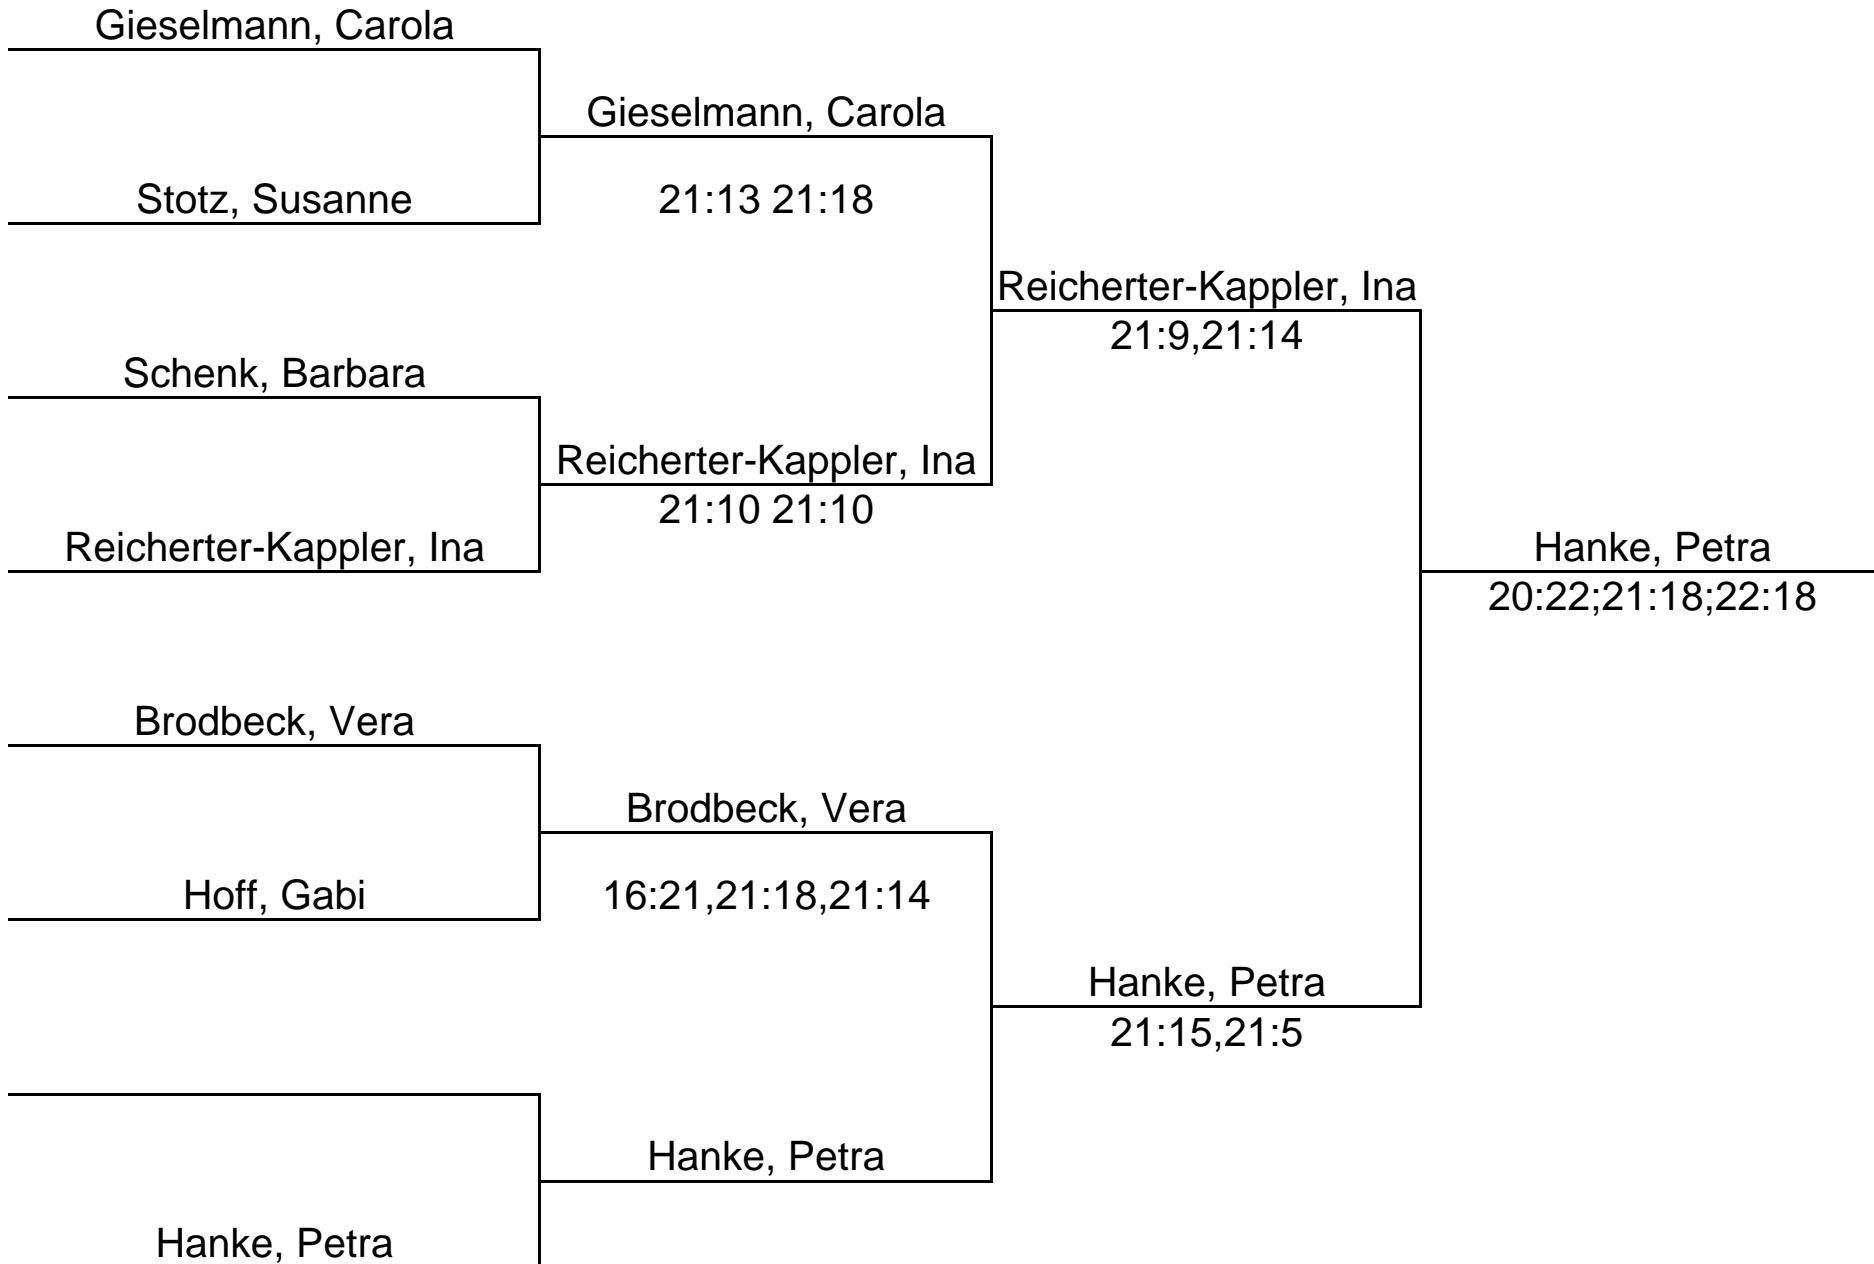 Gieselmann, Carola
Gieselmann, Carola
Stotz, Susanne
21:13 21:18
Reicherter-Kappler, Ina
21:9,21:14
Schenk, Barbara
Reicherter-Kappler, Ina
21:10 21:10
Reicherter-Kappler, Ina
Hanke, Petra
20:22;21:18;22:18
Brodbeck, Vera
Brodbeck, Vera
Hoff, Gabi
16:21,21:18,21:14
Hanke, Petra
21:15,21:5
Hanke, Petra
Hanke, Petra